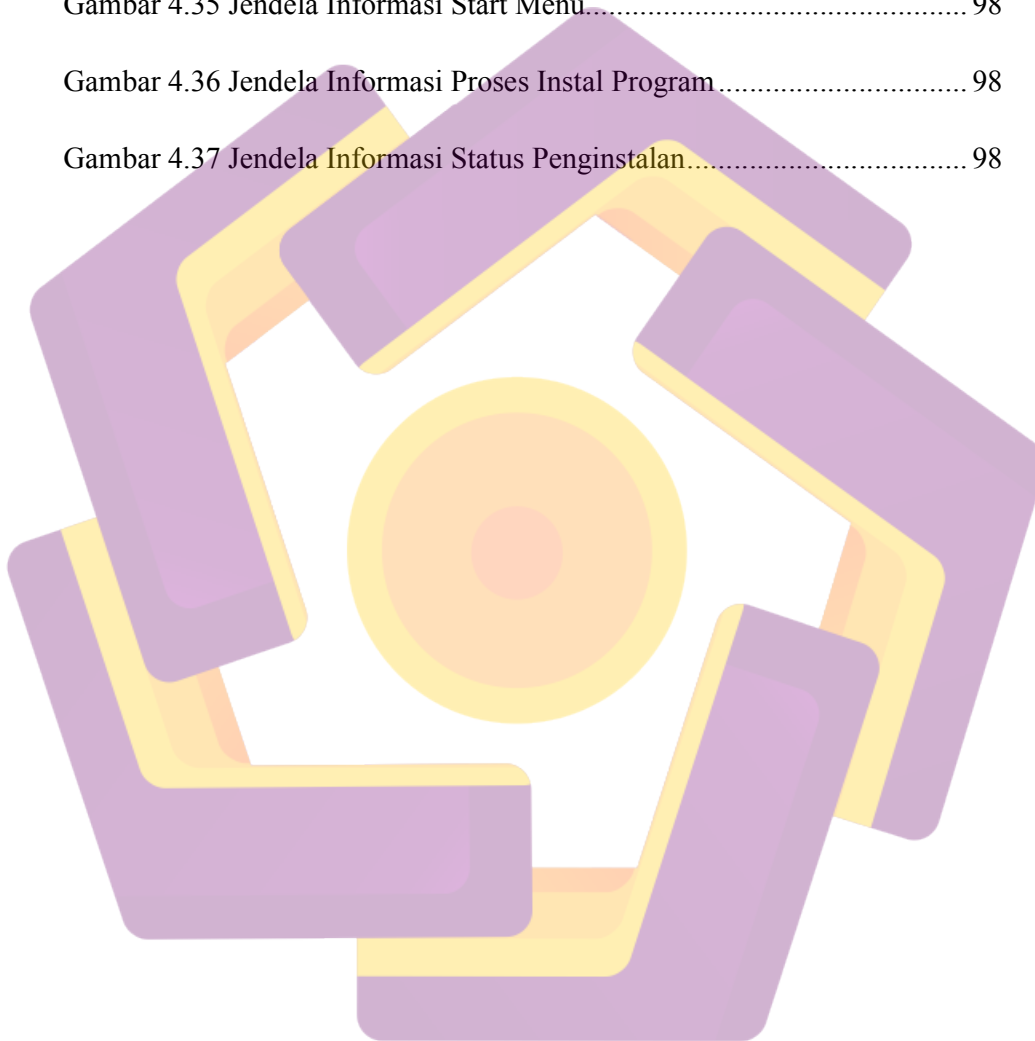 Gambar 4.35 Jendela Informasi Start Menu....................................................... 98
Gambar 4.36 Jendela Informasi Proses Instal Program................................... 98
Gambar 4.37 Jendela Informasi Status Penginstalan....................................... 98